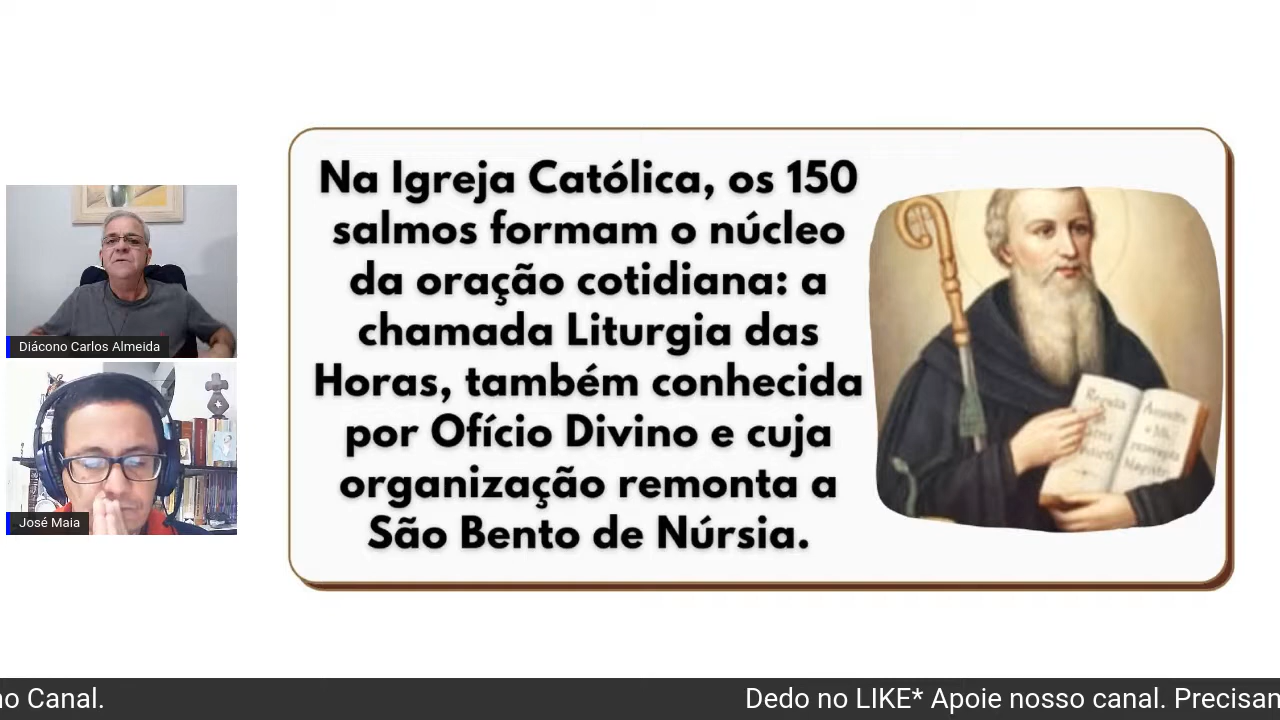 Na Igreja Católica, os 150
salmos formam o núcleo
da oração cotidiana: a
chamada Liturgia das
Horas, também conhecida
por Ofício Divino e cuja
organização remonta a
São Bento de Núrsia.
Diácono Carlos Almeida
José Maia
no Canal.
Dedo no LIKE* Apoie nosso canal. Precisan